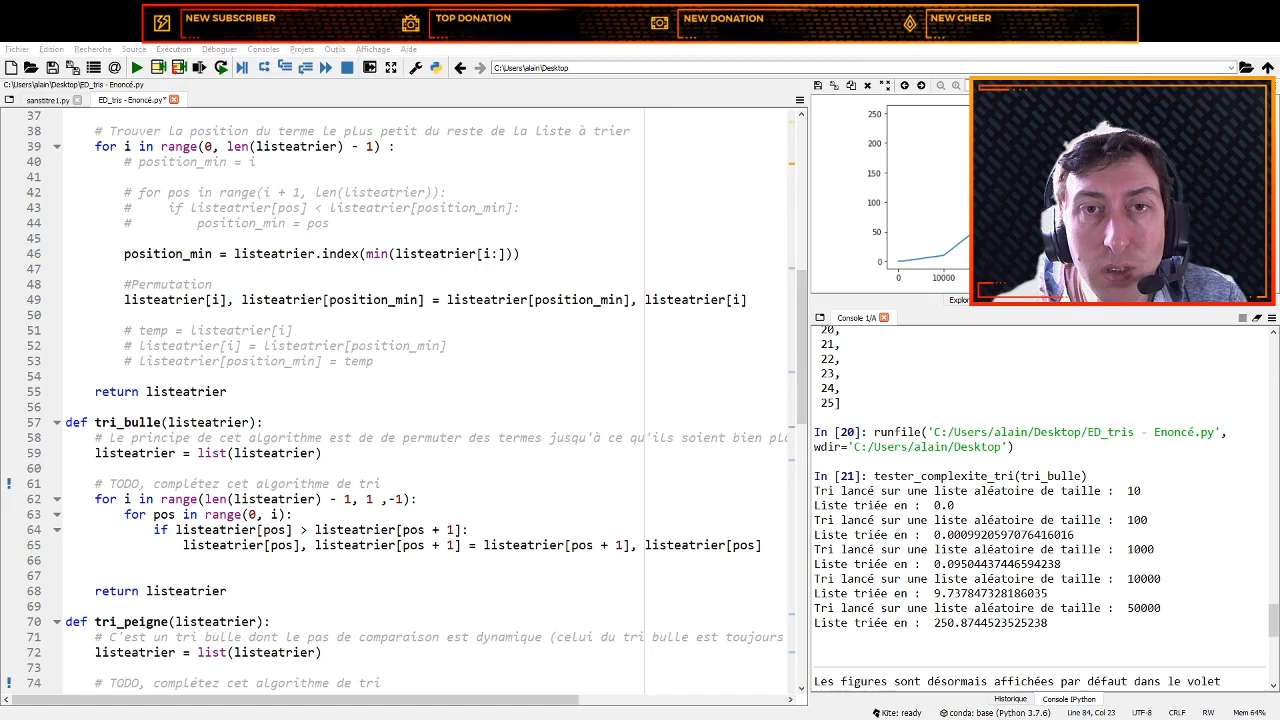 NEW SUBSCRIBER
TOP DONATION
NEW DONATION
NEW CHEER
Fichier Édition Recherche Source Exécution Déboguer Consoles Projets Outils Affichage Aide
C:\Users\alain\Desktop
C:\Users\alain\Desktop\ED_tris - Enoncé.py
sanstitre 1.py
ED_tris - Enoncé.py*
37
38 # Trouver la position du terme le plus petit du reste de la liste à trier
39 for i in range(0, len(listeatrier) - 1) :
40 # position_min = i
41
42 # for pos in range(i + 1, len(listeatrier)):
43 # if listeatrier[pos] < listeatrier[position_min]:
44 # position_min = pos
45
46 position_min = listeatrier.index(min(listeatrier[i:]))
47
48 #Permutation
49 listeatrier[i], listeatrier[position_min] = listeatrier[position_min], listeatrier[i]
50
51 # temp = listeatrier[i]
52 # listeatrier[i] = listeatrier[position_min]
53 # listeatrier[position_min] = temp
54
55 return listeatrier
56
57 def tri_bulle(listeatrier):
58 # Le principe de cet algorithme est de de permuter des termes jusqu'à ce qu'ils soient bien pla
59 listeatrier = list(listeatrier)
60
61 # TODO, complétez cet algorithme de tri
62 for i in range(len(listeatrier) - 1, 1 ,-1):
63 for pos in range(0, i):
64 if listeatrier[pos] > listeatrier[pos + 1]:
65 listeatrier[pos], listeatrier[pos + 1] = listeatrier[pos + 1], listeatrier[pos]
66
67
68 return listeatrier
69
70 def tri_peigne(listeatrier):
71 # C'est un tri bulle dont le pas de comparaison est dynamique (celui du tri bulle est toujours
72 listeatrier = list(listeatrier)
73
74 # TODO, complétez cet algorithme de tri
250
200
150
100
50
0
0 10000
Explor
Console 1/A
20,
21,
22,
23,
24,
25]
In [20]: runfile('C:/Users/alain/Desktop/ED_tris - Enoncé.py',
wdir='C:/Users/alain/Desktop')
In [21]: tester_complexite_tri(tri_bulle)
Tri lancé sur une liste aléatoire de taille : 10
Liste triée en : 0.0
Tri lancé sur une liste aléatoire de taille : 100
Liste triée en : 0.0009920597076416016
Tri lancé sur une liste aléatoire de taille : 1000
Liste triée en : 0.09504437446594238
Tri lancé sur une liste aléatoire de taille : 10000
Liste triée en : 9.737847328186035
Tri lancé sur une liste aléatoire de taille : 50000
Liste triée en : 250.8744523525238
Les figures sont désormais affichées par défaut dans le volet
Historique Console IPython
Kite: ready conda: base (Python 3.7.6) Line 84, Col 23 UTF-8 CRLF RW Mem 64%